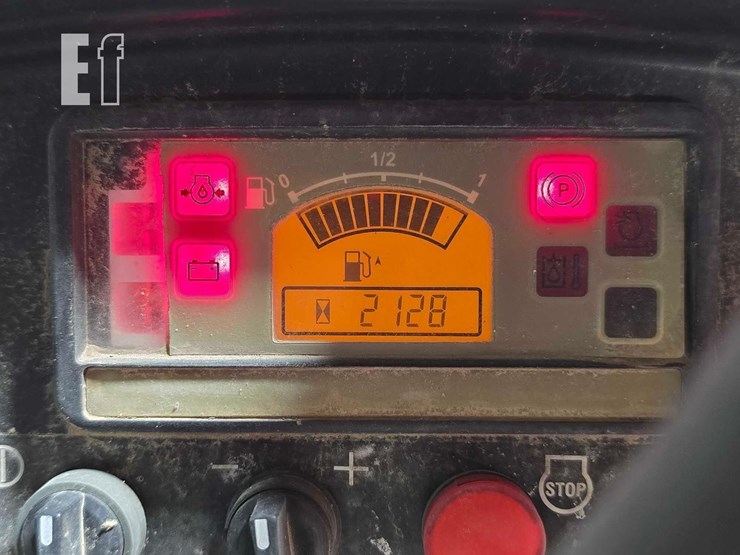 Ef
1/2
0
1
P
2128
- +
STOP